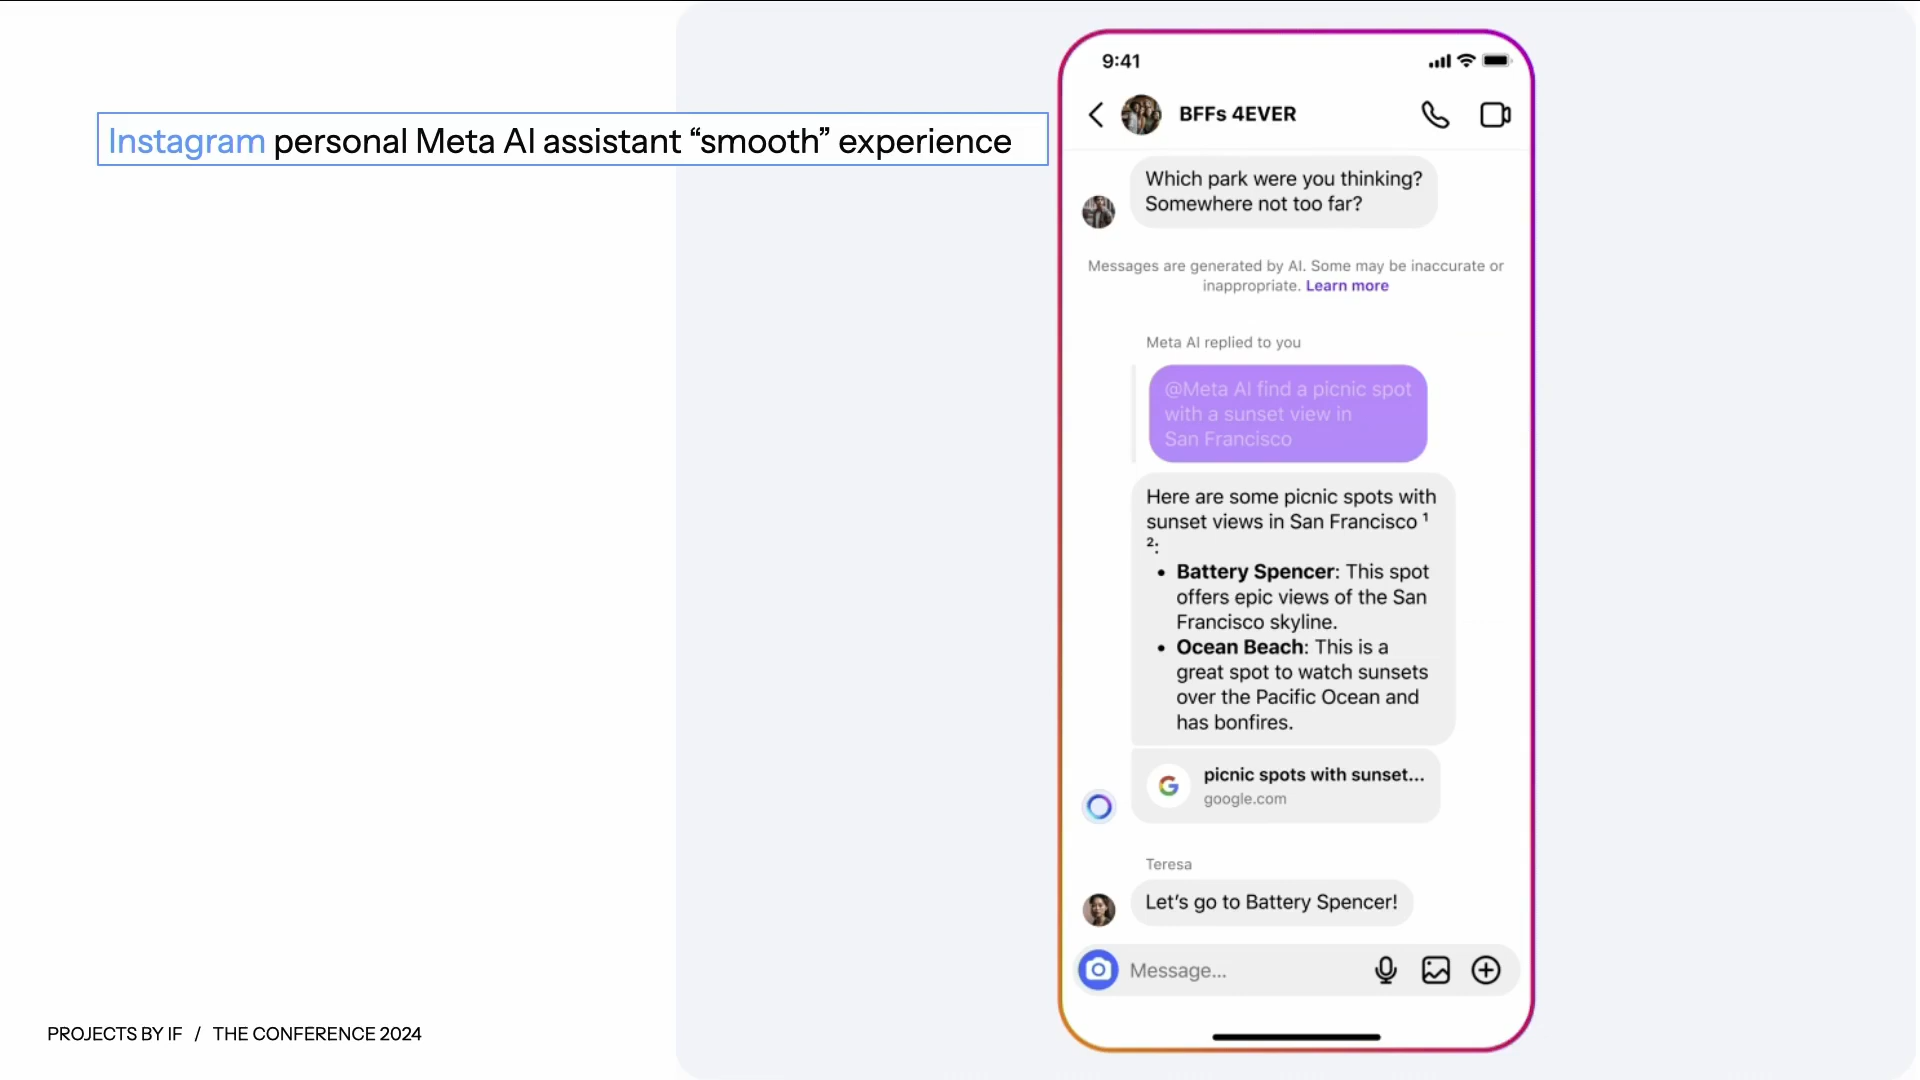 Instagram personal Meta AI assistant “smooth” experience
9:41
BFFs 4EVER
Which park were you thinking?
Somewhere not too far?
Messages are generated by AI. Some may be inaccurate or
inappropriate. Learn more
Meta AI replied to you
@Meta AI find a picnic spot
with a sunset view in
San Francisco
Here are some picnic spots with
sunset views in San Francisco ¹
²:
• Battery Spencer: This spot
offers epic views of the San
Francisco skyline.
• Ocean Beach: This is a
great spot to watch sunsets
over the Pacific Ocean and
has bonfires.
picnic spots with sunset...
google.com
Teresa
Let’s go to Battery Spencer!
Message...
PROJECTS BY IF / THE CONFERENCE 2024